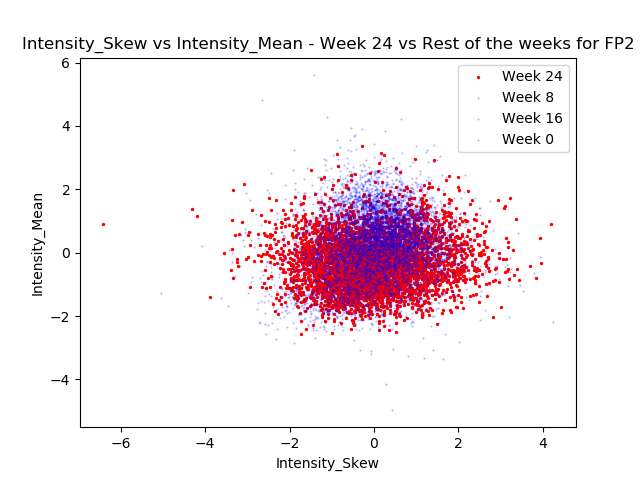 Intensity_Skew vs Intensity_Mean - Week 24 vs Rest of the weeks for FP2
Week 24
Week 8
Week 16
Week 0
6
4
2
0
−2
−4
Intensity_Mean
−6
−4
−2
0
2
4
Intensity_Skew